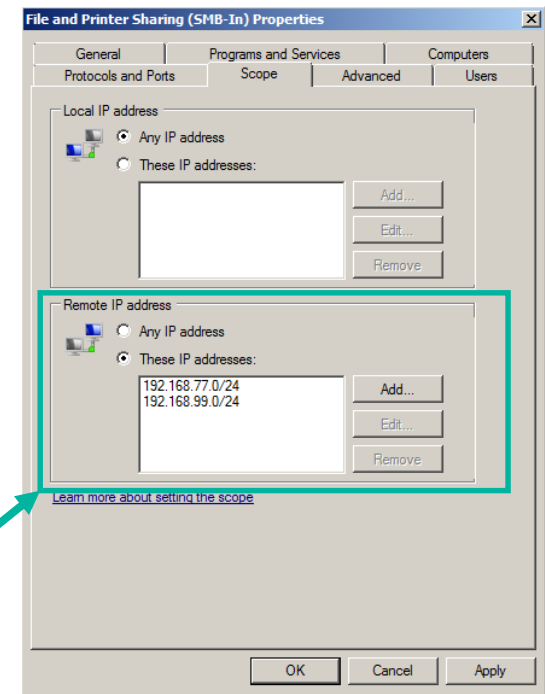 File and Printer Sharing (SMB-In) Properties
General
Programs and Services
Computers
Protocols and Ports
Scope
Advanced
Users
Local IP address
Any IP address
These IP addresses:
Add...
Edit...
Remove
Remote IP address
Any IP address
These IP addresses:
192.168.77.0/24
192.168.99.0/24
Add...
Edit...
Remove
Learn more about setting the scope
OK
Cancel
Apply